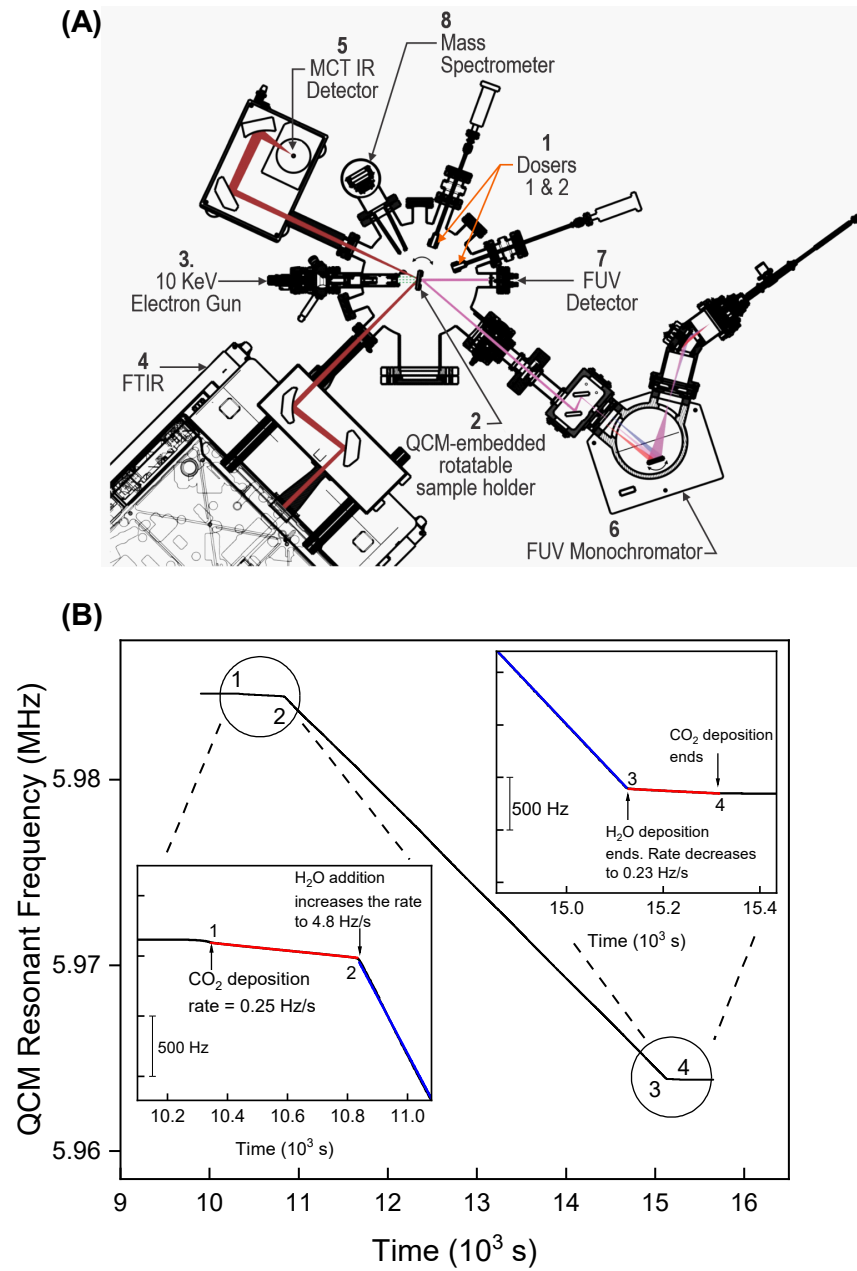 (A)
8
Mass
Spectrometer
5
MCT IR
Detector
1
Dosers
1 & 2
3.
10 KeV
Electron Gun
7
FUV
Detector
4
FTIR
2
QCM-embedded
rotatable
sample holder
6
FUV Monochromator
(B)
QCM Resonant Frequency (MHz)
5.98
5.97
5.96
1
2
3
4
3
4
CO₂ deposition
ends
500 Hz
H₂O deposition
ends. Rate decreases
to 0.23 Hz/s
15.0
15.2
15.4
Time (10³ s)
H₂O addition
increases the rate
to 4.8 Hz/s
1
2
CO₂ deposition
rate = 0.25 Hz/s
500 Hz
10.2
10.4
10.6
10.8
11.0
Time (10³ s)
9
10
11
12
13
14
15
16
Time (10³ s)